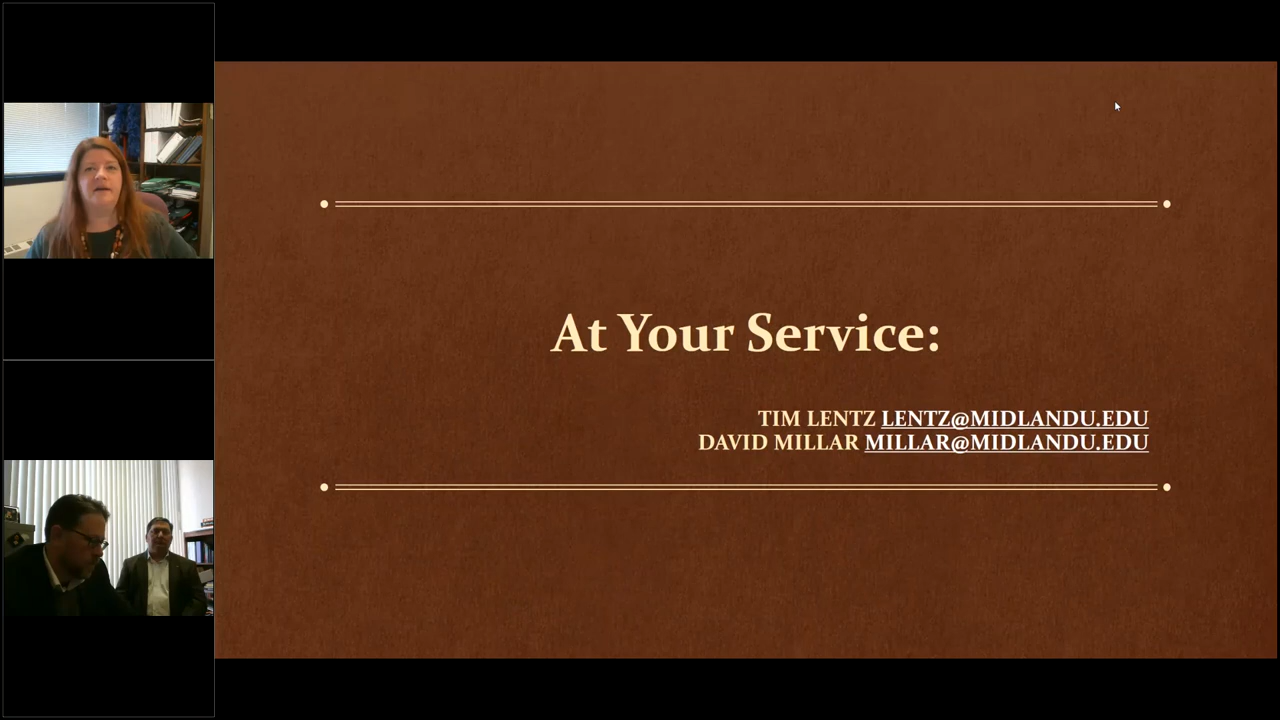 At Your Service:
TIM LENTZ LENTZ@MIDLANDU.EDU
DAVID MILLAR MILLAR@MIDLANDU.EDU